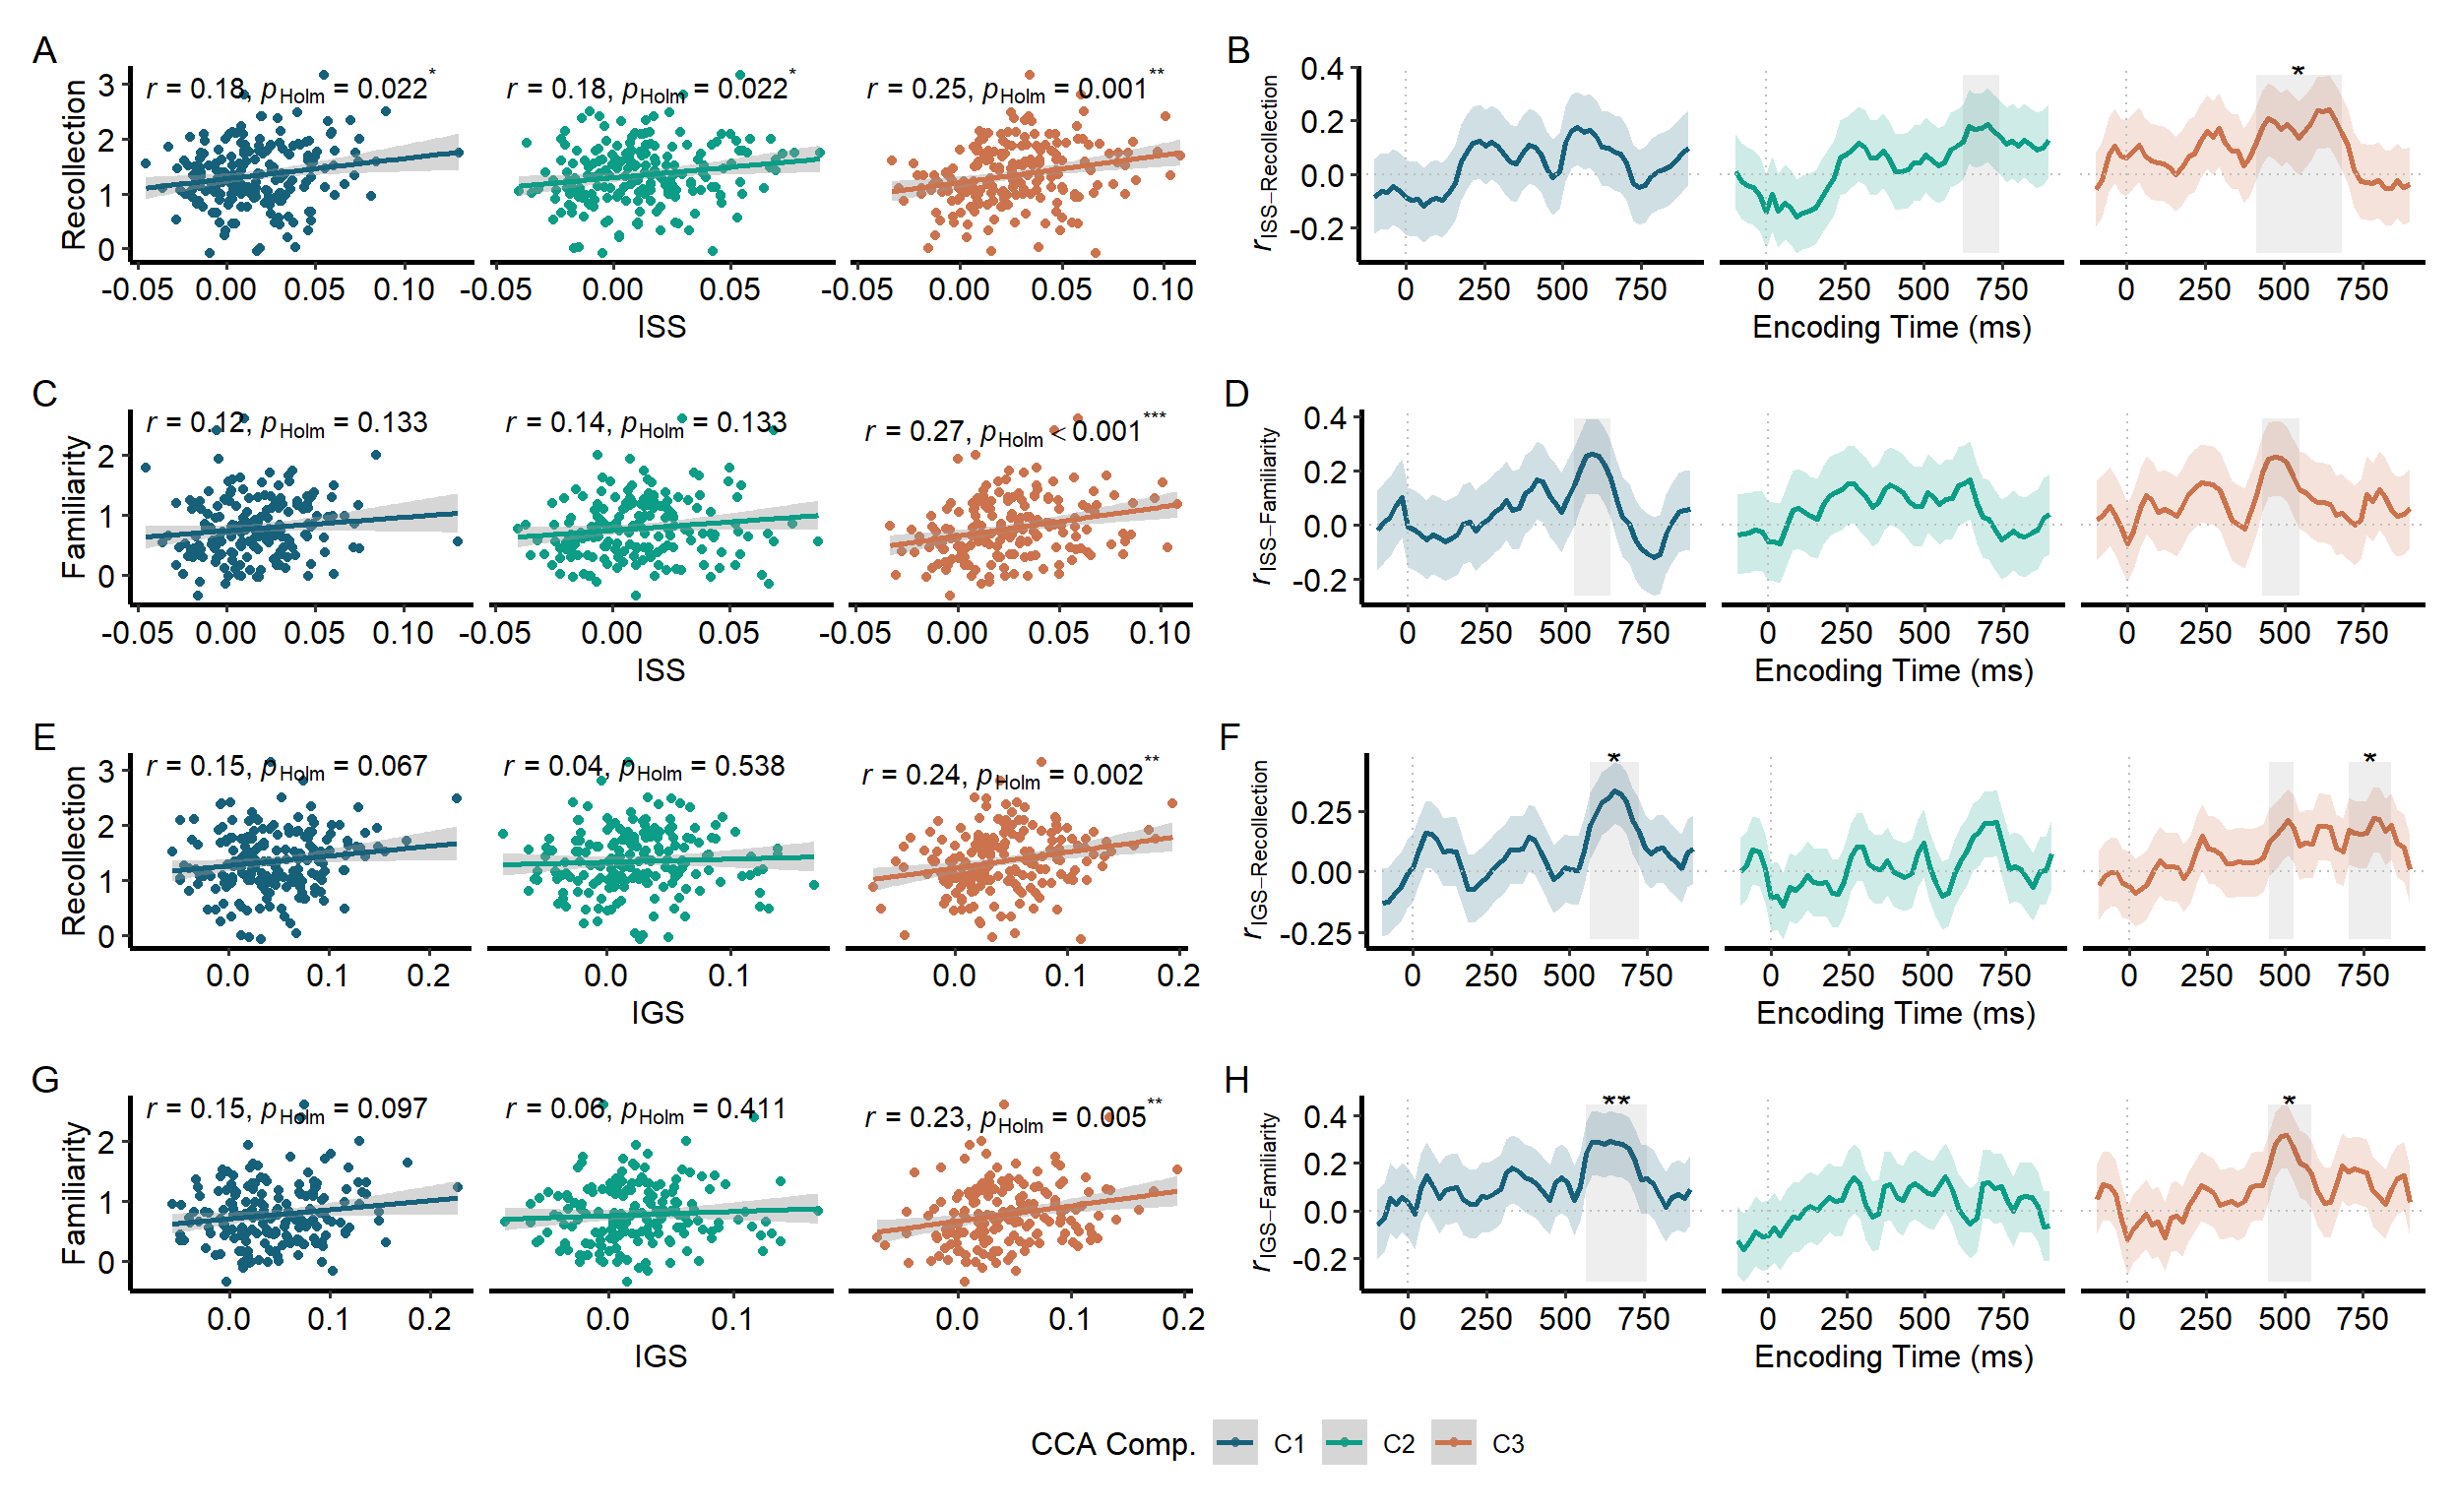 A
B
Recollection
3
2
1
0
r = 0.18, pHolm = 0.022*
r = 0.18, pHolm = 0.022*
r = 0.25, pHolm = 0.001**
-0.05 0.00 0.05 0.10 -0.05 0.00 0.05 -0.05 0.00 0.05 0.10
ISS
rISS–Recollection
0.4
0.2
0.0
-0.2
*
0 250 500 750 0 250 500 750 0 250 500 750
Encoding Time (ms)
C
D
Familiarity
2
1
0
r = 0.12, pHolm = 0.133
r = 0.14, pHolm = 0.133
r = 0.27, pHolm < 0.001***
-0.05 0.00 0.05 0.10 -0.05 0.00 0.05 -0.05 0.00 0.05 0.10
ISS
rISS–Familiarity
0.4
0.2
0.0
-0.2
0 250 500 750 0 250 500 750 0 250 500 750
Encoding Time (ms)
E
F
Recollection
3
2
1
0
r = 0.15, pHolm = 0.067
r = 0.04, pHolm = 0.538
r = 0.24, pHolm = 0.002**
0.0 0.1 0.2 0.0 0.1 0.0 0.1 0.2
IGS
rIGS–Recollection
0.25
0.00
-0.25
*
*
0 250 500 750 0 250 500 750 0 250 500 750
Encoding Time (ms)
G
H
Familiarity
2
1
0
r = 0.15, pHolm = 0.097
r = 0.06, pHolm = 0.411
r = 0.23, pHolm = 0.005**
0.0 0.1 0.2 0.0 0.1 0.0 0.1 0.2
IGS
rIGS–Familiarity
0.4
0.2
0.0
-0.2
**
*
0 250 500 750 0 250 500 750 0 250 500 750
Encoding Time (ms)
CCA Comp. C1 C2 C3